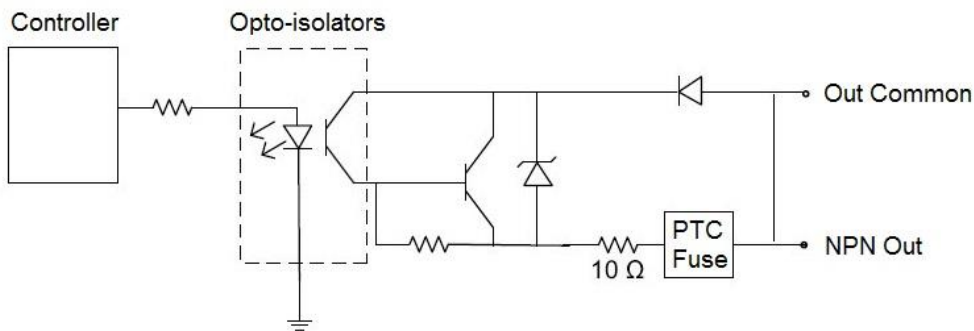 Controller
Opto-isolators
Out Common
PTC
Fuse
NPN Out
10 Ω